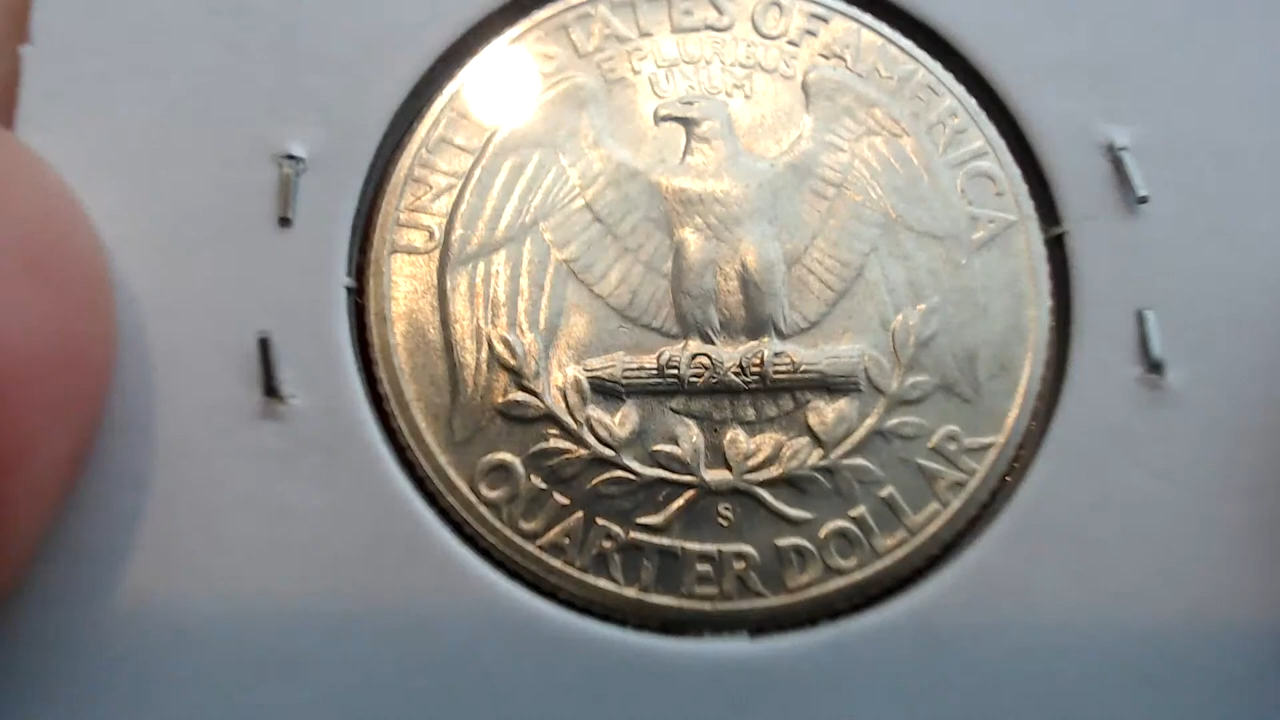 UNITED STATES OF AMERICA
E PLURIBUS
UNUM
S
QUARTER DOLLAR